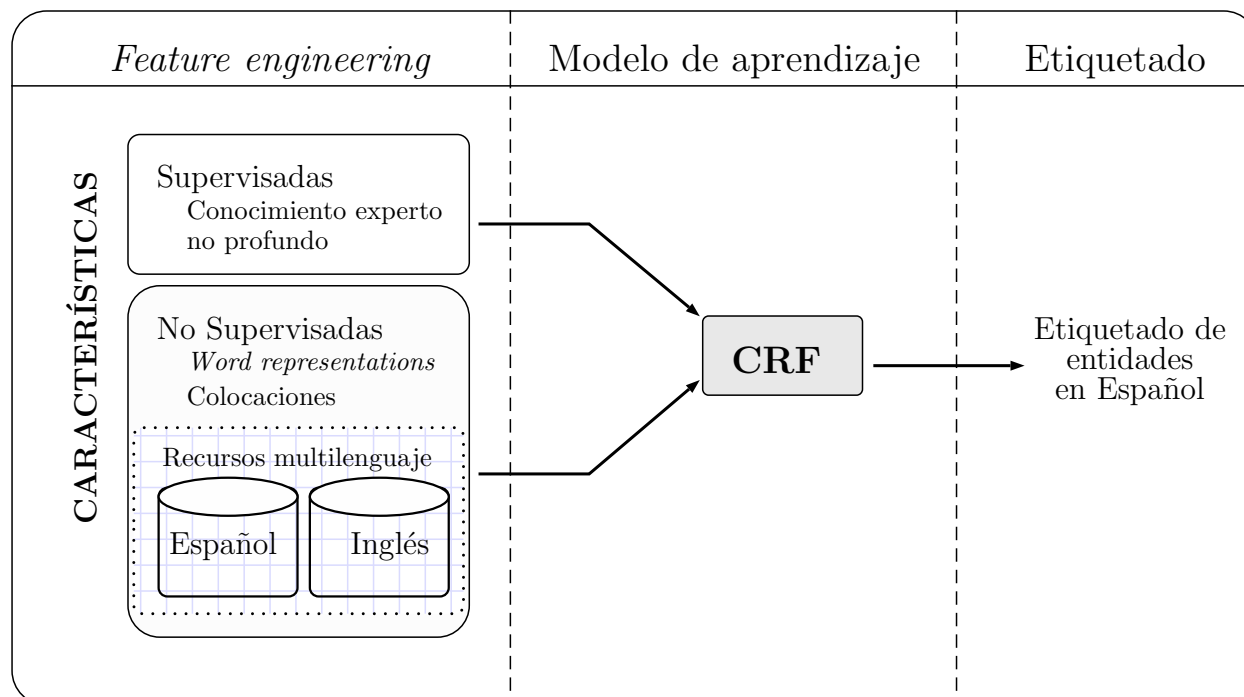 Feature engineering
Modelo de aprendizaje
Etiquetado
CARACTERÍSTICAS
Supervisadas
Conocimiento experto
no profundo
No Supervisadas
Word representations
Colocaciones
Recursos multilenguaje
Español
Inglés
CRF
Etiquetado de
entidades
en Español